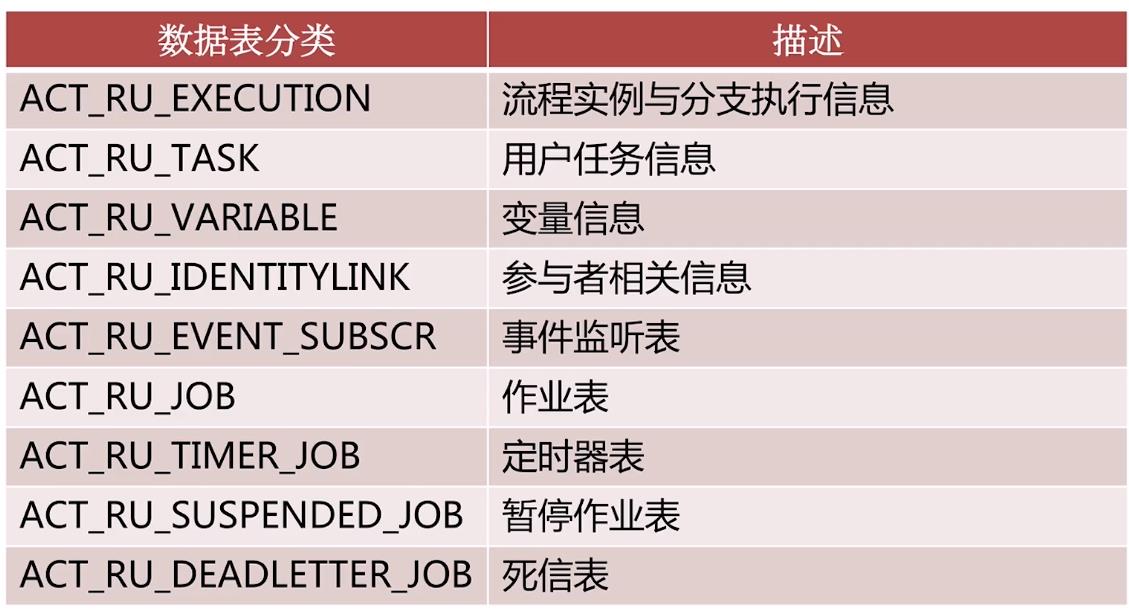 数据表分类 描述
ACT_RU_EXECUTION 流程实例与分支执行信息
ACT_RU_TASK 用户任务信息
ACT_RU_VARIABLE 变量信息
ACT_RU_IDENTITYLINK 参与者相关信息
ACT_RU_EVENT_SUBSCR 事件监听表
ACT_RU_JOB 作业表
ACT_RU_TIMER_JOB 定时器表
ACT_RU_SUSPENDED_JOB 暂停作业表
ACT_RU_DEADLETTER_JOB 死信表